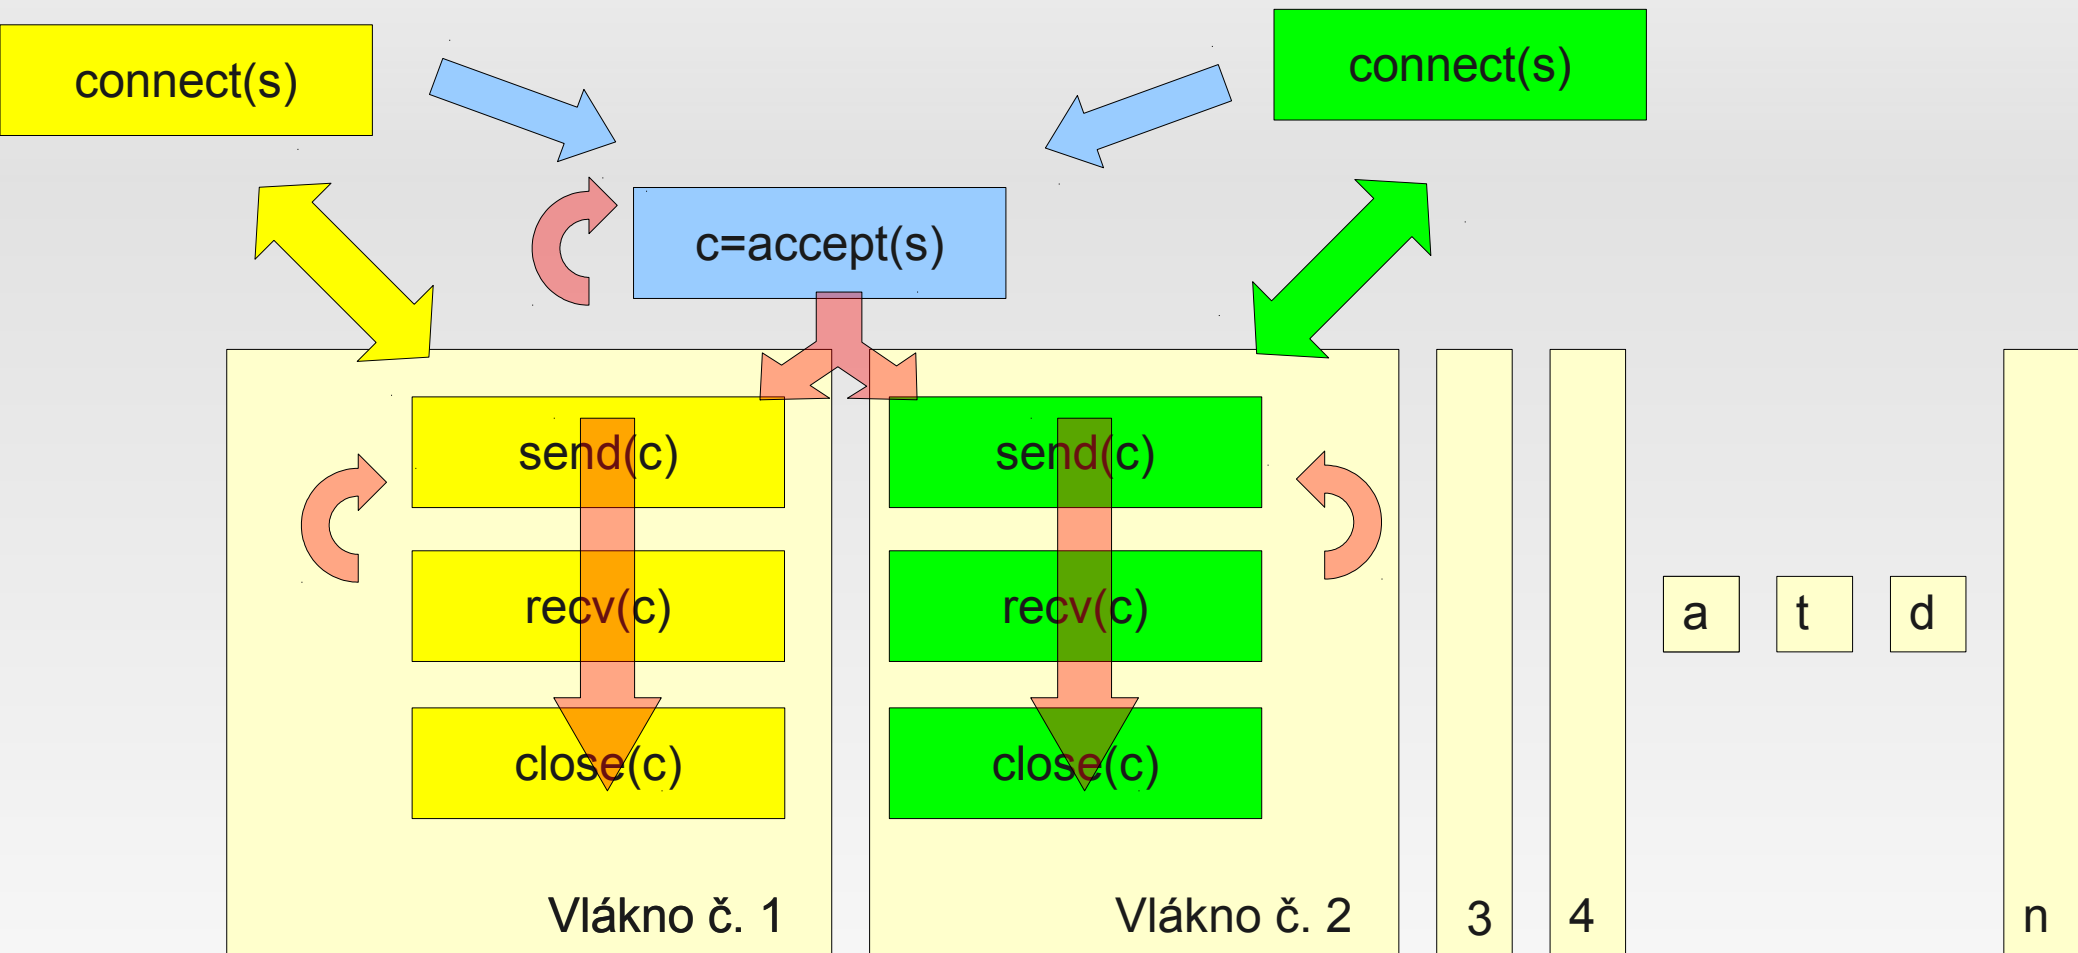 connect(s)
connect(s)
c=accept(s)
send(c)
send(c)
recv(c)
recv(c)
close(c)
close(c)
a t d
Vlákno č. 1
Vlákno č. 2
3
4
n